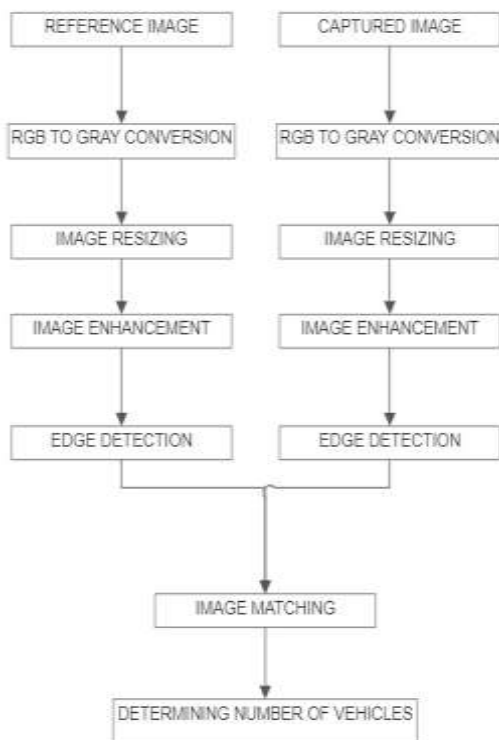 REFERENCE IMAGE
CAPTURED IMAGE
RGB TO GRAY CONVERSION
RGB TO GRAY CONVERSION
IMAGE RESIZING
IMAGE RESIZING
IMAGE ENHANCEMENT
IMAGE ENHANCEMENT
EDGE DETECTION
EDGE DETECTION
IMAGE MATCHING
DETERMINING NUMBER OF VEHICLES